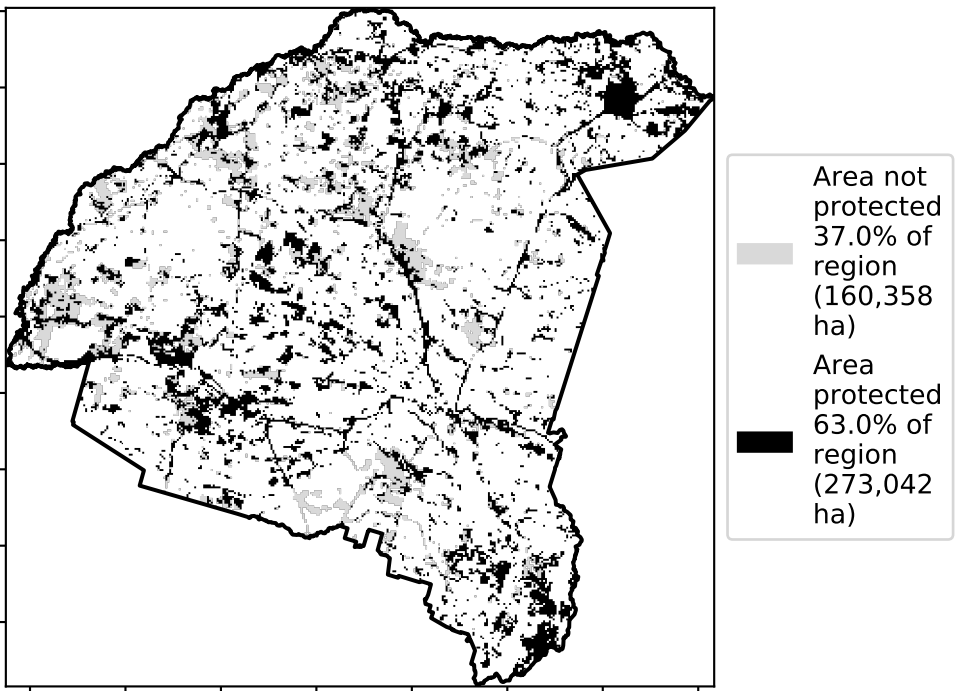 Area not
protected
37.0% of
region
(160,358
ha)
Area
protected
63.0% of
region
(273,042
ha)